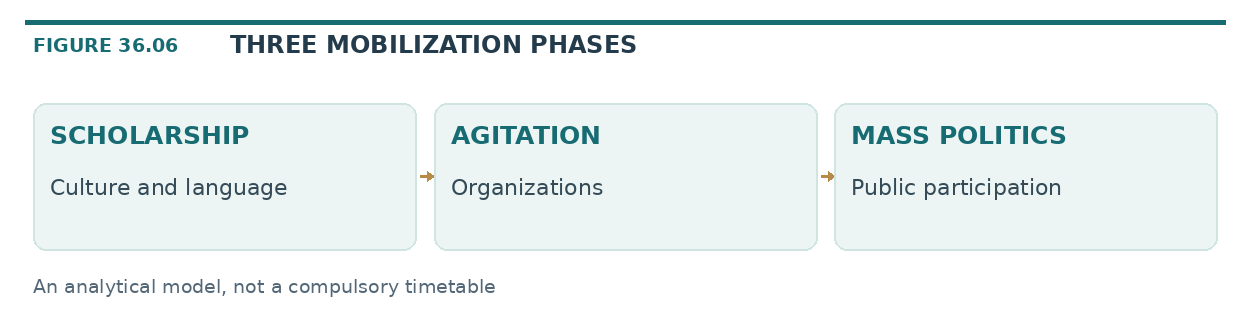 FIGURE 36.06 THREE MOBILIZATION PHASES
SCHOLARSHIP
Culture and language
AGITATION
Organizations
MASS POLITICS
Public participation
An analytical model, not a compulsory timetable